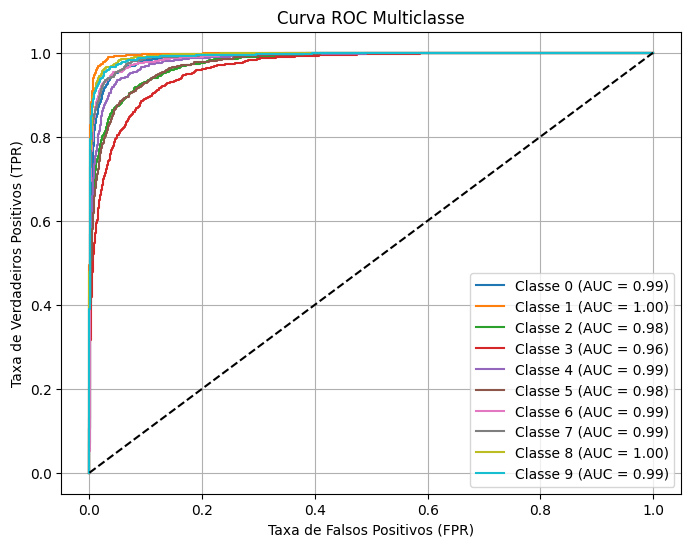 Curva ROC Multiclasse
Taxa de Verdadeiros Positivos (TPR)
1.0
0.8
0.6
0.4
0.2
0.0
Classe 0 (AUC = 0.99)
Classe 1 (AUC = 1.00)
Classe 2 (AUC = 0.98)
Classe 3 (AUC = 0.96)
Classe 4 (AUC = 0.99)
Classe 5 (AUC = 0.98)
Classe 6 (AUC = 0.99)
Classe 7 (AUC = 0.99)
Classe 8 (AUC = 1.00)
Classe 9 (AUC = 0.99)
0.0 0.2 0.4 0.6 0.8 1.0
Taxa de Falsos Positivos (FPR)